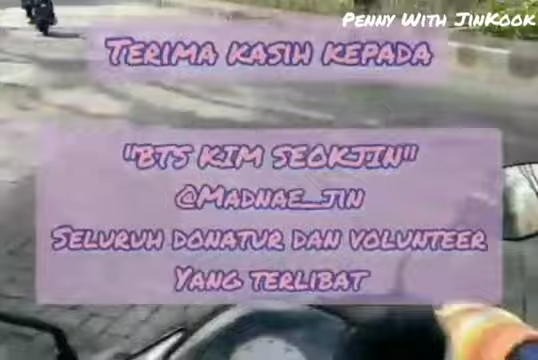 Penny With JinKook
Terima kasih kepada
"BTS KIM SEOKJIN"
@Madnae_jin
Seluruh donatur dan volunteer
Yang terlibat